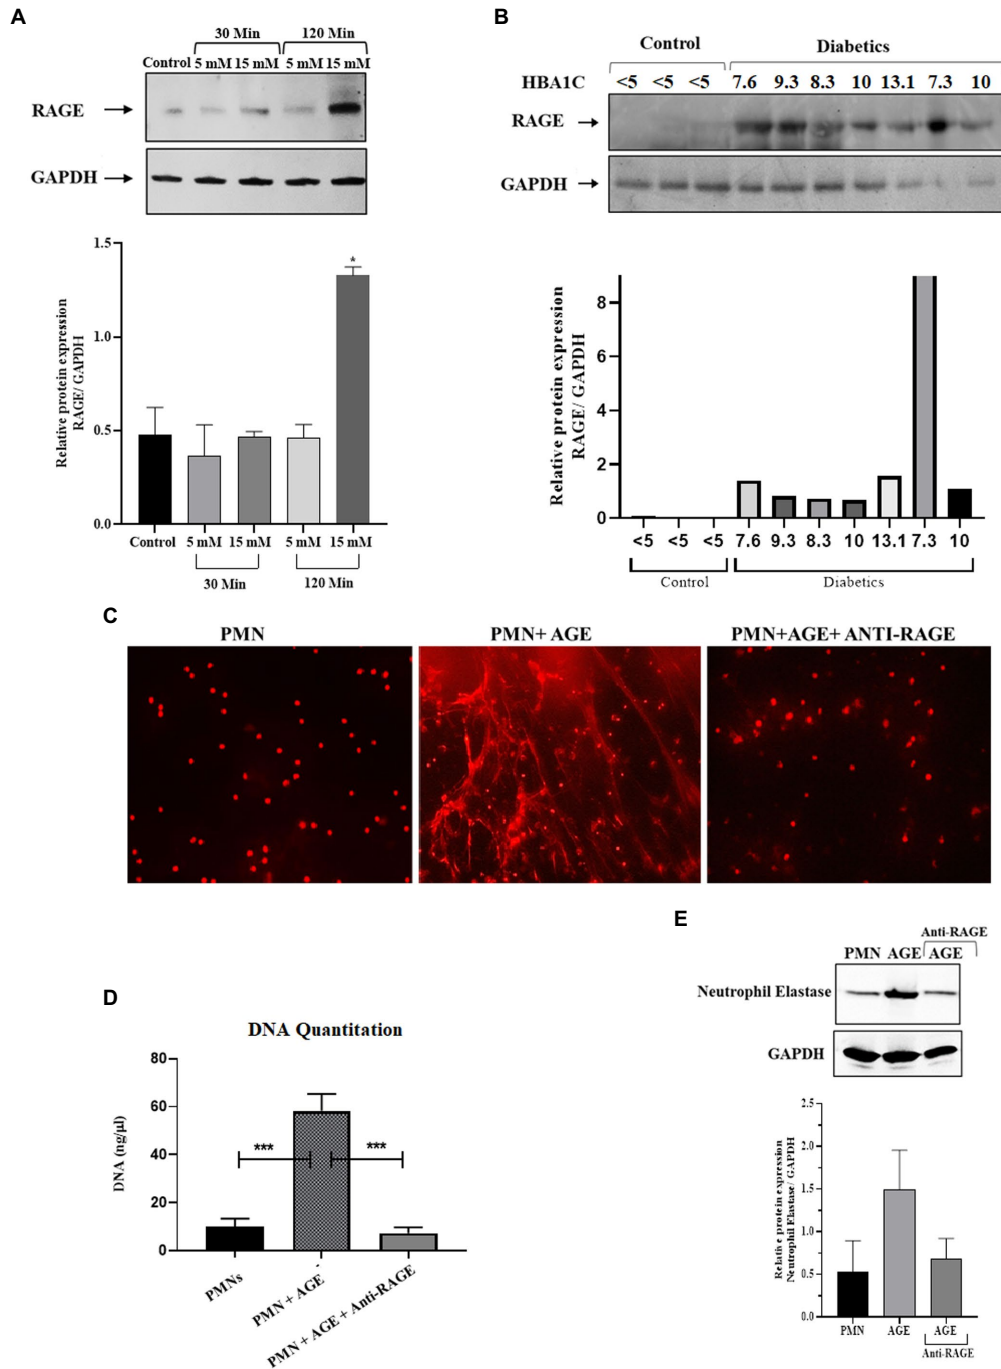 A
30 Min 120 Min
Control 5 mM 15 mM 5 mM 15 mM
RAGE
GAPDH
Relative protein expression
RAGE/ GAPDH
1.5
1.0
0.5
0.0
*
Control 5 mM 15 mM 5 mM 15 mM
30 Min 120 Min
B
Control Diabetics
HBA1C <5 <5 <5 7.6 9.3 8.3 10 13.1 7.3 10
RAGE
GAPDH
Relative protein expression
RAGE/ GAPDH
8
6
4
2
0
<5 <5 <5 7.6 9.3 8.3 10 13.1 7.3 10
Control Diabetics
C
PMN PMN+ AGE PMN+AGE+ ANTI-RAGE
D
DNA Quantitation
DNA (ng/µl)
80
60
40
20
0
*** ***
PMNs
PMN + AGE
PMN + AGE + Anti-RAGE
E
Anti-RAGE
PMN AGE AGE
Neutrophil Elastase
GAPDH
Relative protein expression
Neutrophil Elastase/ GAPDH
2.5
2.0
1.5
1.0
0.5
0.0
PMN AGE AGE
Anti-RAGE